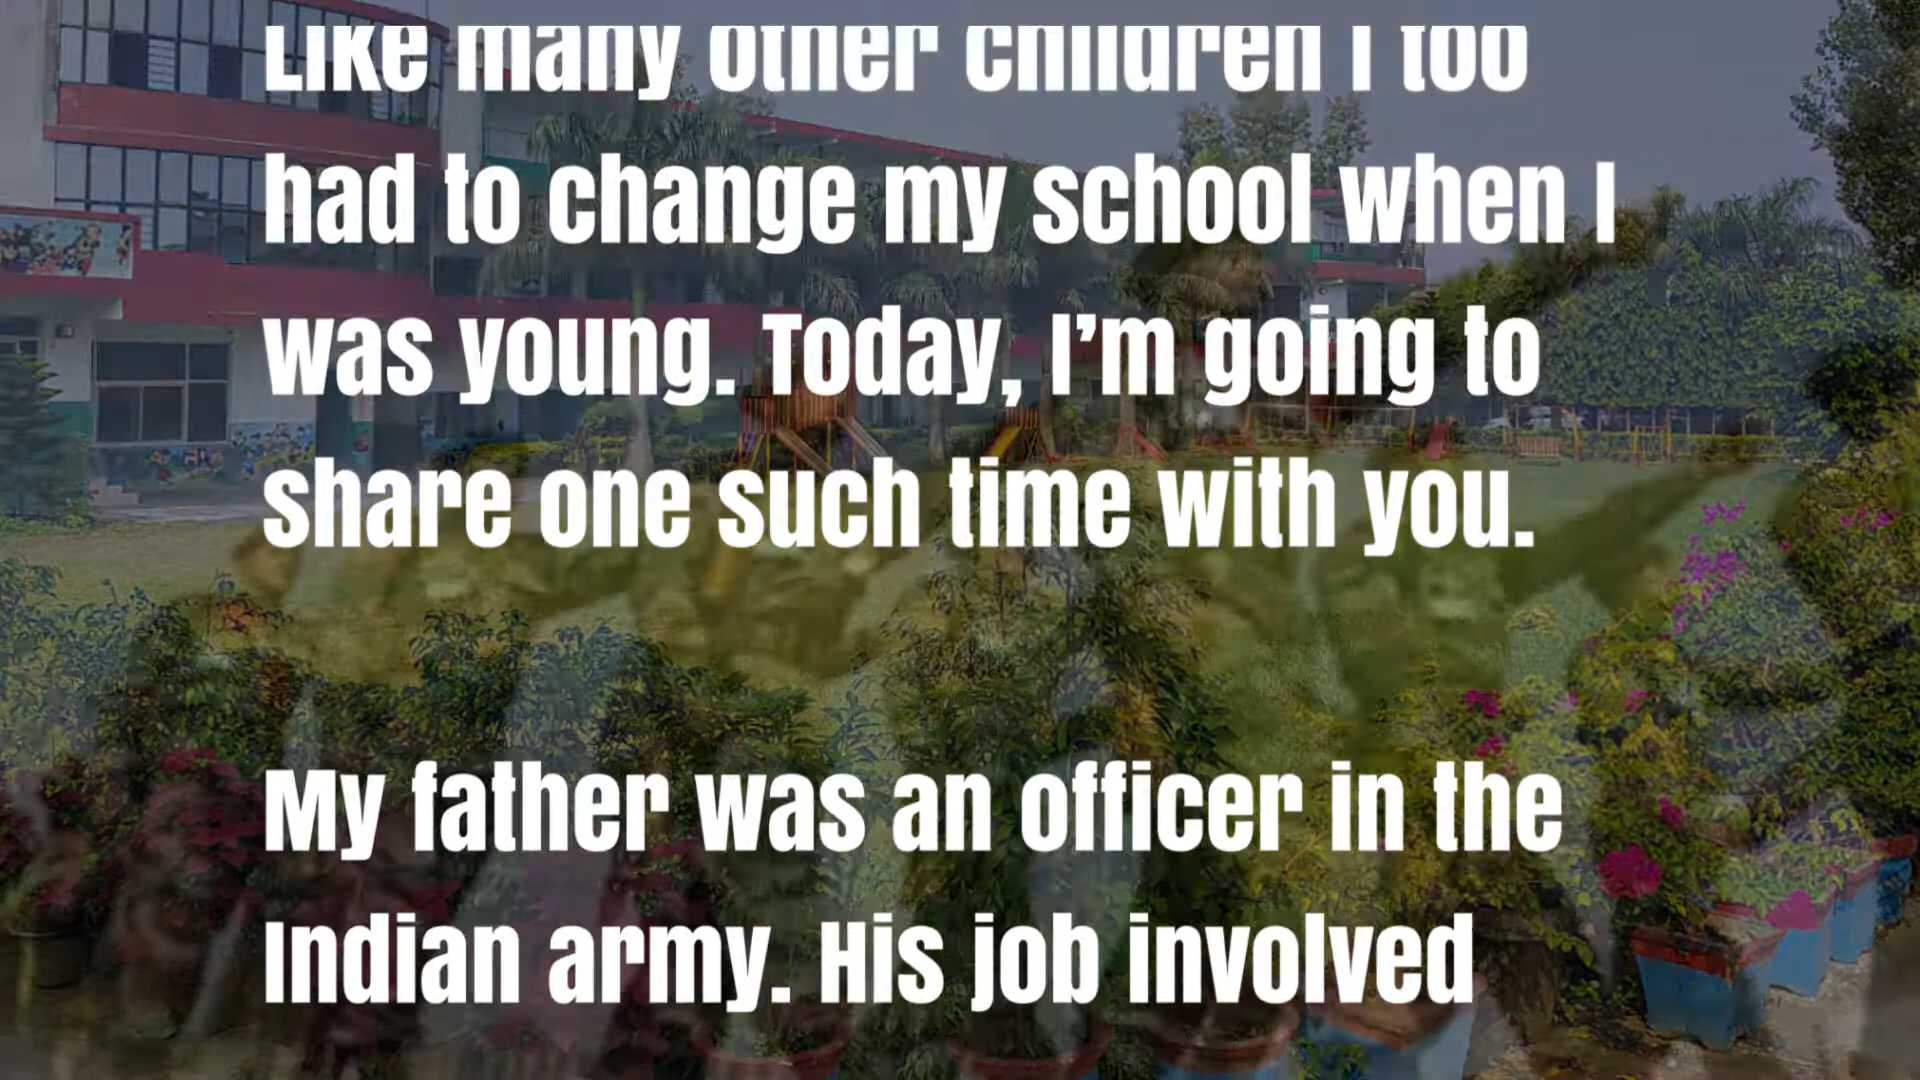 Like many other children I too
had to change my school when I
was young. Today, I’m going to
share one such time with you.
My father was an officer in the
Indian army. His job involved